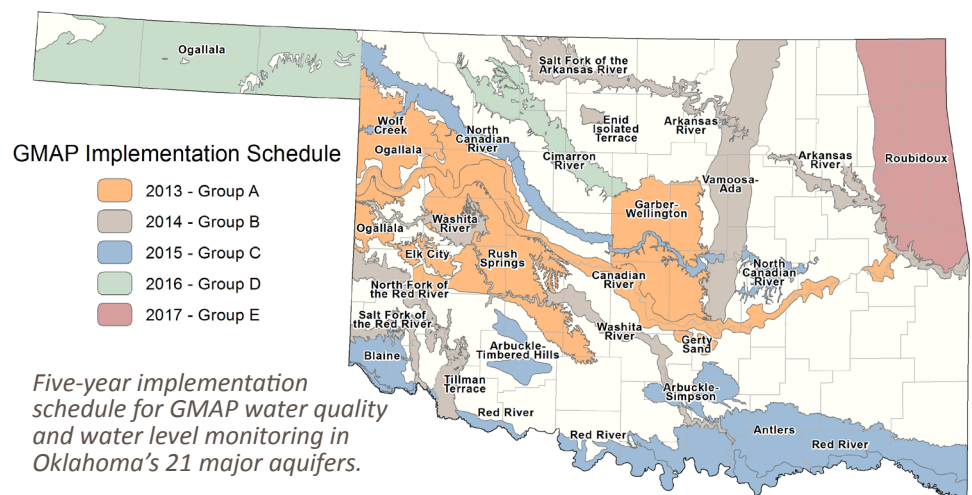 Ogallala
Salt Fork of the
Arkansas River
Wolf
Creek
North
Canadian
River
Enid
Isolated
Terrace
Arkansas
River
Ogallala
Cimarron
River
Arkansas
River
Roubidoux
Vamoosa-
Ada
GMAP Implementation Schedule
2013 - Group A
2014 - Group B
2015 - Group C
2016 - Group D
2017 - Group E
Garber-
Wellington
Ogallala
Washita
River
Elk City
Rush
Springs
Canadian
River
North
Canadian
River
North Fork of
the Red River
Salt Fork of
the Red River
Washita
River
Gerty
Sand
Blaine
Arbuckle-
Timbered Hills
Tillman
Terrace
Arbuckle-
Simpson
Red River
Red River
Antlers
Red River
Five-year implementation
schedule for GMAP water quality
and water level monitoring in
Oklahoma's 21 major aquifers.